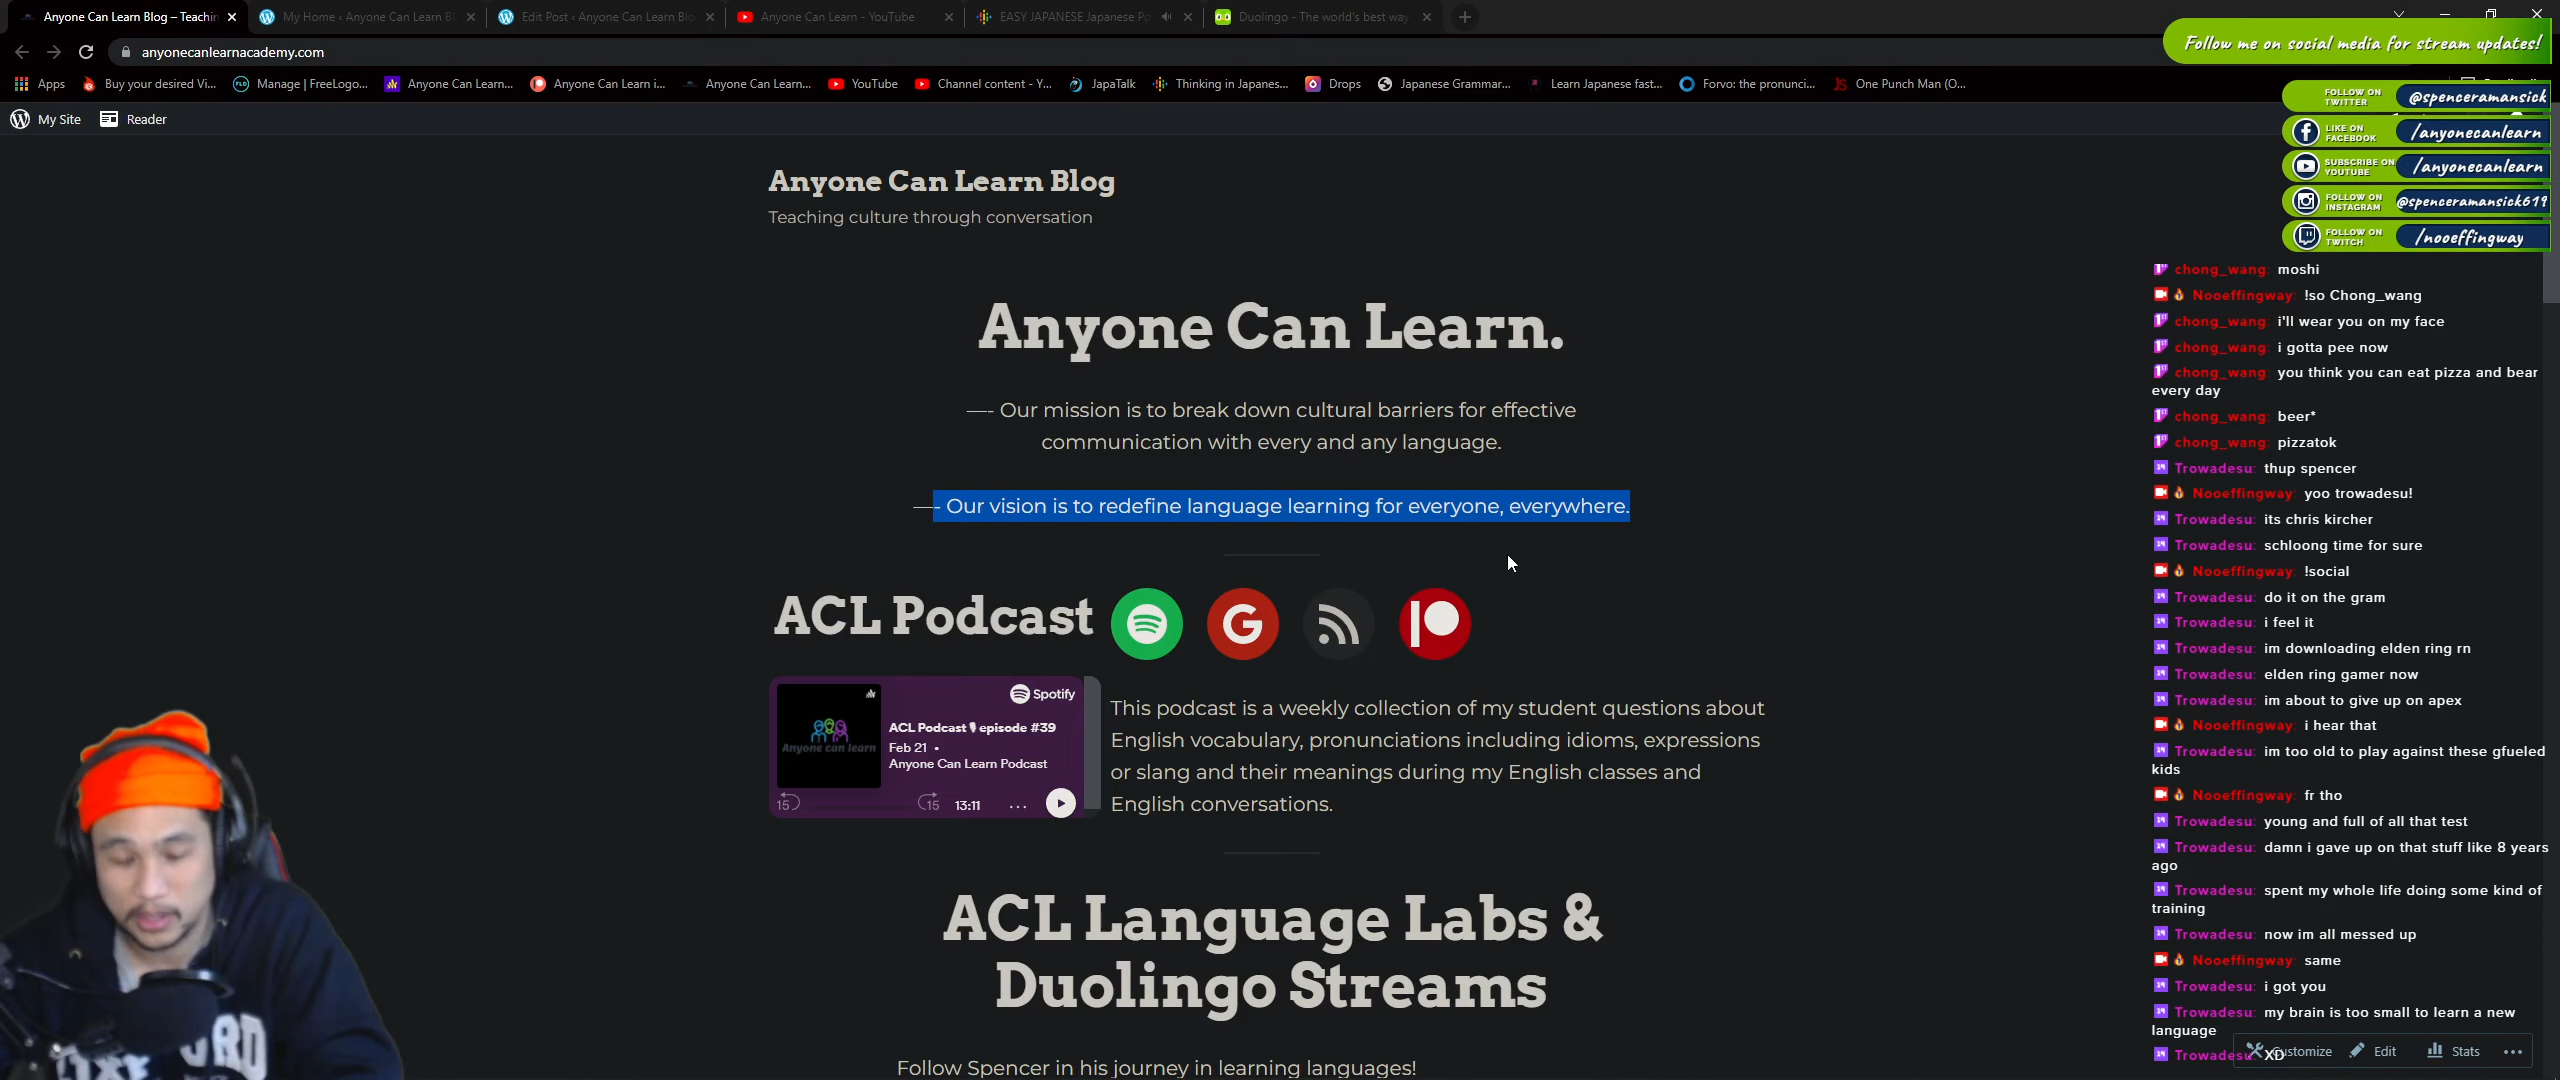 Anyone Can Learn Blog – Teachin
My Home ‹ Anyone Can Learn Bl
Edit Post ‹ Anyone Can Learn Blo
Anyone Can Learn - YouTube
EASY JAPANESE Japanese Po
Duolingo - The world's best way
anyonecanlearnacademy.com
Apps
Buy your desired Vi...
Manage | FreeLogo...
Anyone Can Learn...
Anyone Can Learn i...
Anyone Can Learn...
YouTube
Channel content - Y...
JapaTalk
Thinking in Japanes...
Drops
Japanese Grammar...
Learn Japanese fast...
Forvo: the pronunci...
One Punch Man (O...
My Site
Reader
Follow me on social media for stream updates!
FOLLOW ON TWITTER @spenceramansick
LIKE ON FACEBOOK /anyonecanlearn
SUBSCRIBE ON YOUTUBE /anyonecanlearn
FOLLOW ON INSTAGRAM @spenceramansick619
FOLLOW ON TWITCH /nooeffingway
Anyone Can Learn Blog
Teaching culture through conversation
Anyone Can Learn.
—- Our mission is to break down cultural barriers for effective
communication with every and any language.
—- Our vision is to redefine language learning for everyone, everywhere.
ACL Podcast
Spotify
ACL Podcast 🎙 episode #39
Feb 21 •
Anyone Can Learn Podcast
Anyone can learn
15
15
13:11
...
This podcast is a weekly collection of my student questions about
English vocabulary, pronunciations including idioms, expressions
or slang and their meanings during my English classes and
English conversations.
ACL Language Labs &
Duolingo Streams
Follow Spencer in his journey in learning languages!
chong_wang: moshi
Nooeffingway: !so Chong_wang
chong_wang: i'll wear you on my face
chong_wang: i gotta pee now
chong_wang: you think you can eat pizza and bear
every day
chong_wang: beer*
chong_wang: pizzatok
Trowadesu: thup spencer
Nooeffingway: yoo trowadesu!
Trowadesu: its chris kircher
Trowadesu: schloong time for sure
Nooeffingway: !social
Trowadesu: do it on the gram
Trowadesu: i feel it
Trowadesu: im downloading elden ring rn
Trowadesu: elden ring gamer now
Trowadesu: im about to give up on apex
Nooeffingway: i hear that
Trowadesu: im too old to play against these gfueled
kids
Nooeffingway: fr tho
Trowadesu: young and full of all that test
Trowadesu: damn i gave up on that stuff like 8 years
ago
Trowadesu: spent my whole life doing some kind of
training
Trowadesu: now im all messed up
Nooeffingway: same
Trowadesu: i got you
Trowadesu: my brain is too small to learn a new
language
Trowadesu: XD
Customize
Edit
Stats